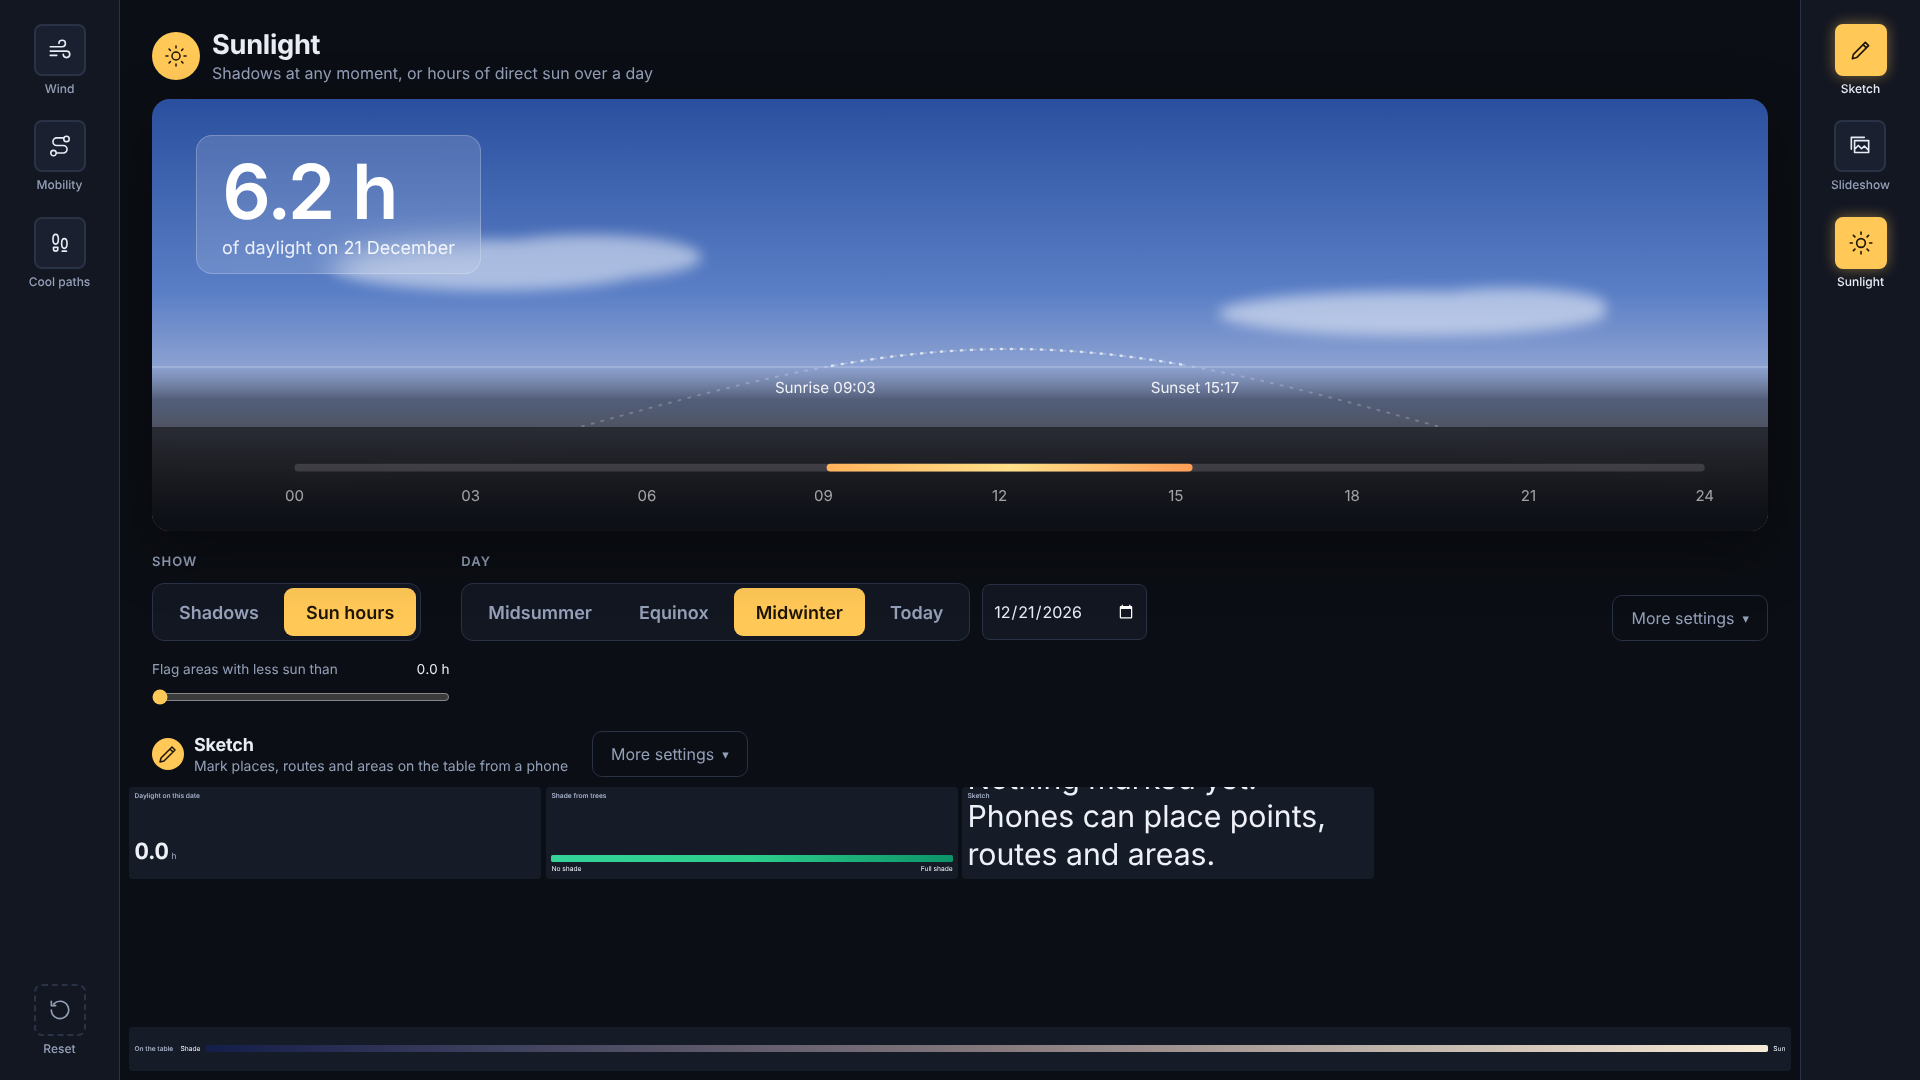 Wind
Mobility
Cool paths
Reset
Sunlight
Shadows at any moment, or hours of direct sun over a day
6.2 h
of daylight on 21 December
Sunrise 09:03
Sunset 15:17
00 03 06 09 12 15 18 21 24
SHOW
Shadows
Sun hours
DAY
Midsummer
Equinox
Midwinter
Today
12/21/2026
More settings ▾
Flag areas with less sun than 0.0 h
Sketch
Mark places, routes and areas on the table from a phone
More settings ▾
Daylight on this date
0.0 h
Shade from trees
No shade
Full shade
Sketch
Nothing marked yet.
Phones can place points,
routes and areas.
On the table
Shade
Sun
Sketch
Slideshow
Sunlight